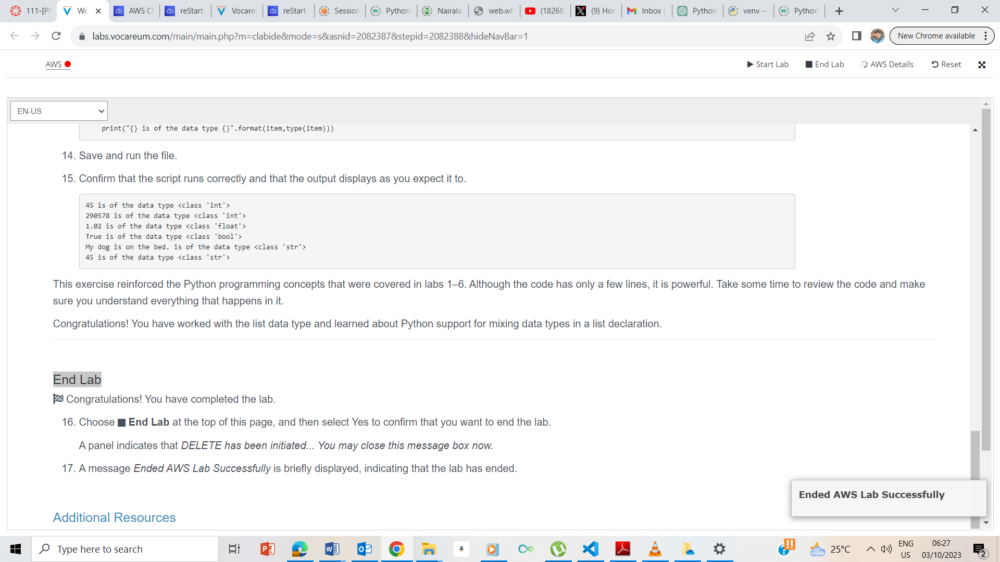 111-[PF
Wo
AWS Cl
reStart-
Vocareu
reStart-
Session
Python
Nairala
web.wh
(18268)
(9) Hom
Inbox (
Python
venv —
Python
labs.vocareum.com/main/main.php?m=clabide&mode=s&asnid=2082387&stepid=2082388&hideNavBar=1
New Chrome available
AWS
Start Lab
End Lab
AWS Details
Reset
EN-US
print("{} is of the data type {}".format(item,type(item)))
14. Save and run the file.
15. Confirm that the script runs correctly and that the output displays as you expect it to.
45 is of the data type <class 'int'>
290578 is of the data type <class 'int'>
1.02 is of the data type <class 'float'>
True is of the data type <class 'bool'>
My dog is on the bed. is of the data type <class 'str'>
45 is of the data type <class 'str'>
This exercise reinforced the Python programming concepts that were covered in labs 1–6. Although the code has only a few lines, it is powerful. Take some time to review the code and make
sure you understand everything that happens in it.
Congratulations! You have worked with the list data type and learned about Python support for mixing data types in a list declaration.
End Lab
Congratulations! You have completed the lab.
16. Choose End Lab at the top of this page, and then select Yes to confirm that you want to end the lab.
A panel indicates that DELETE has been initiated... You may close this message box now.
17. A message Ended AWS Lab Successfully is briefly displayed, indicating that the lab has ended.
Ended AWS Lab Successfully
Additional Resources
Type here to search
25°C
ENG
US
06:27
03/10/2023
2